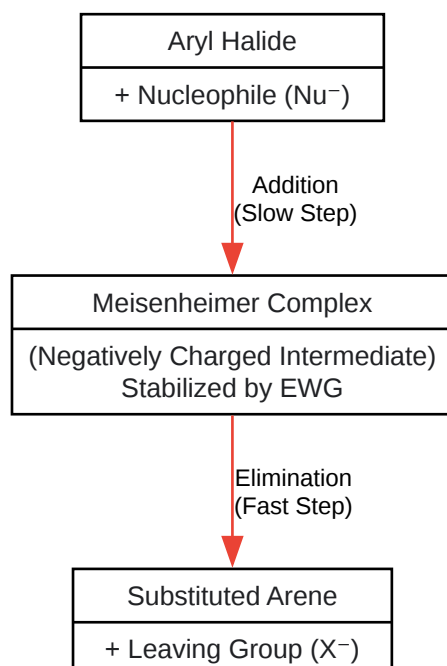 Aryl Halide
+ Nucleophile (Nu⁻)
Addition
(Slow Step)
Meisenheimer Complex
(Negatively Charged Intermediate)
Stabilized by EWG
Elimination
(Fast Step)
Substituted Arene
+ Leaving Group (X⁻)